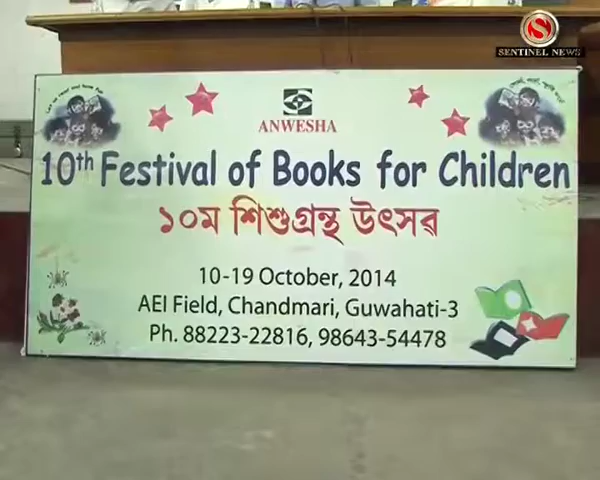 SENTINEL NEWS
ANWESHA
10th Festival of Books for Children
১০ম শিশুগ্ৰন্থ উৎসৱ
10-19 October, 2014
AEI Field, Chandmari, Guwahati-3
Ph. 88223-22816, 98643-54478